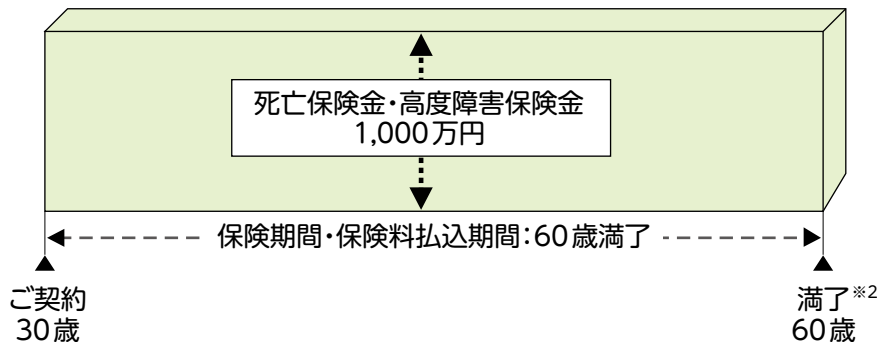 死亡保険金・高度障害保険金
1,000万円
保険期間・保険料払込期間：60歳満了
ご契約
30歳
満了※2
60歳